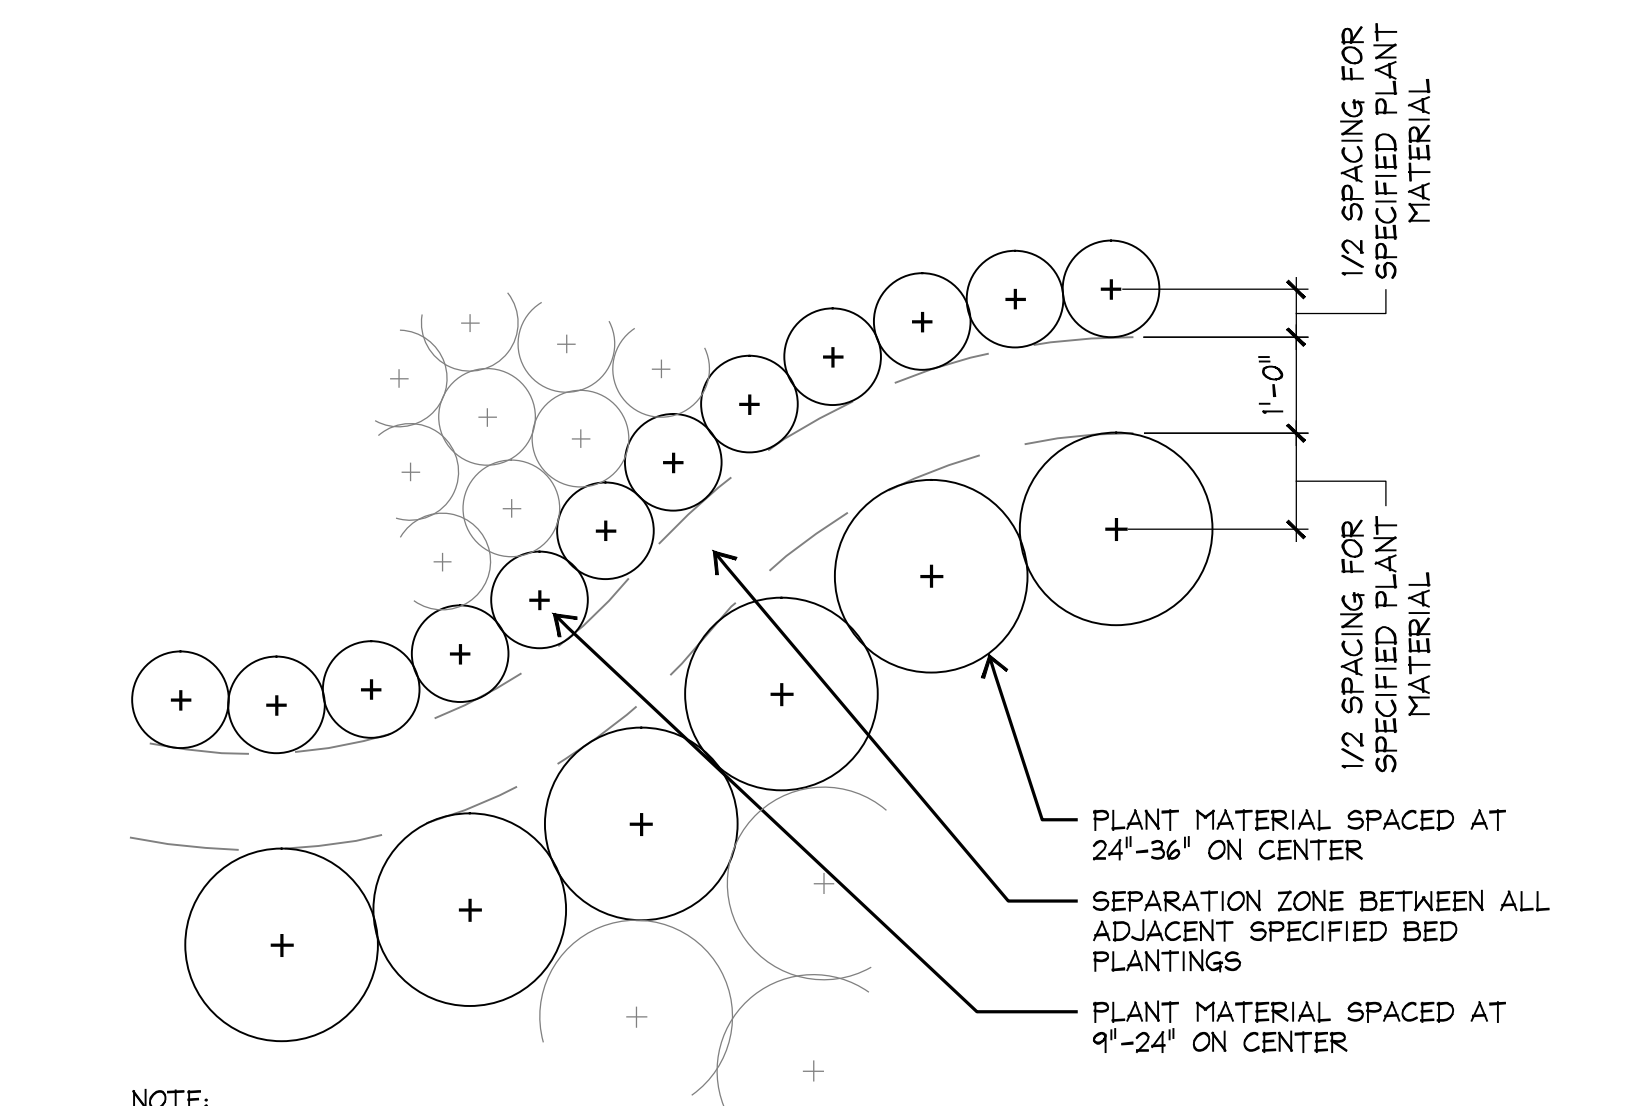 1/2 SPACING FOR
SPECIFIED PLANT
MATERIAL
1'-0"
1/2 SPACING FOR
SPECIFIED PLANT
MATERIAL
PLANT MATERIAL SPACED AT
24"-36" ON CENTER
SEPARATION ZONE BETWEEN ALL
ADJACENT SPECIFIED BED
PLANTINGS
PLANT MATERIAL SPACED AT
9"-24" ON CENTER
NOTE: